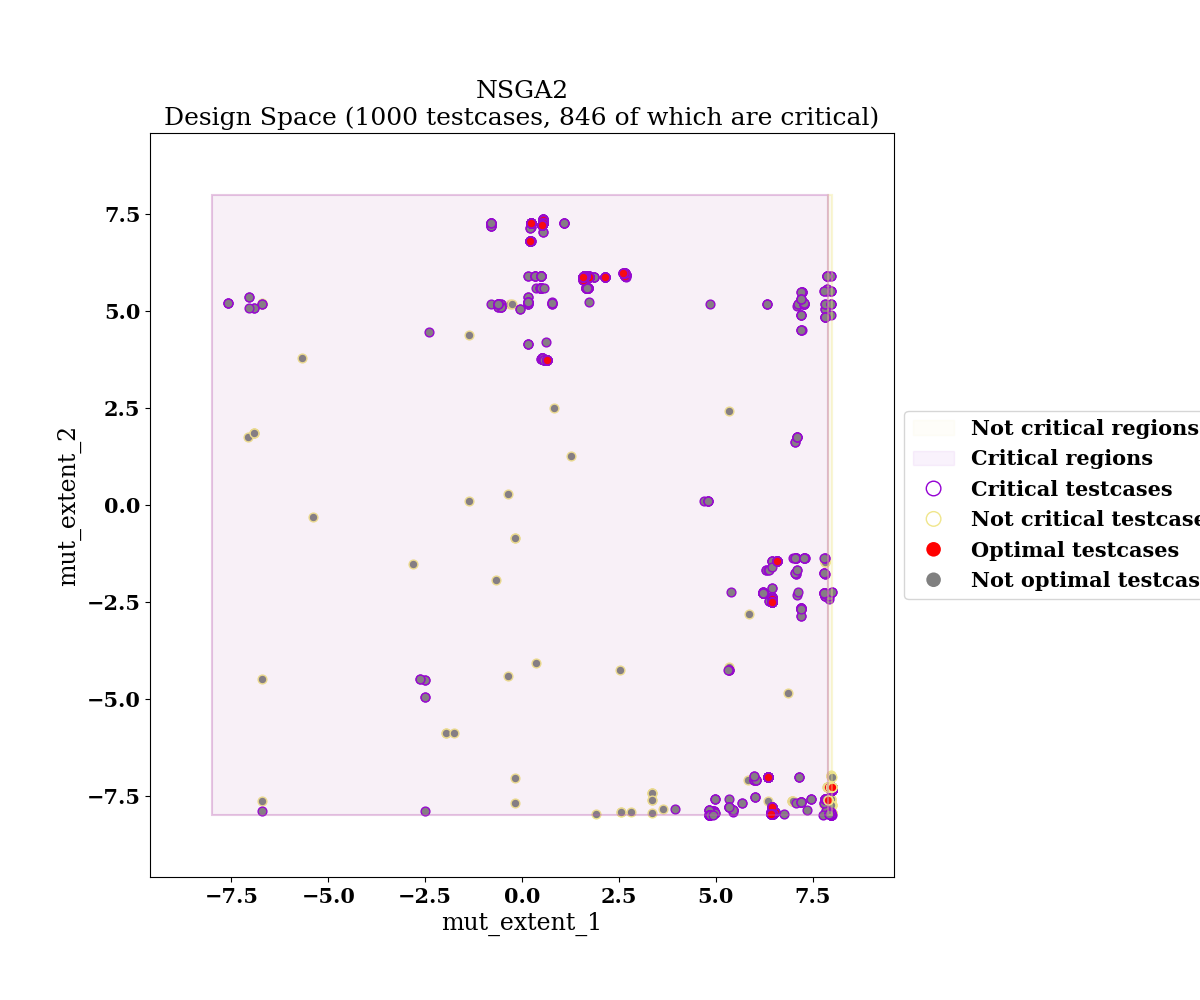 NSGA2
Design Space (1000 testcases, 846 of which are critical)
7.5
5.0
2.5
0.0
−2.5
−5.0
−7.5
mut_extent_2
−7.5 −5.0 −2.5 0.0 2.5 5.0 7.5
mut_extent_1
Not critical regions
Critical regions
Critical testcases
Not critical testcase
Optimal testcases
Not optimal testcas